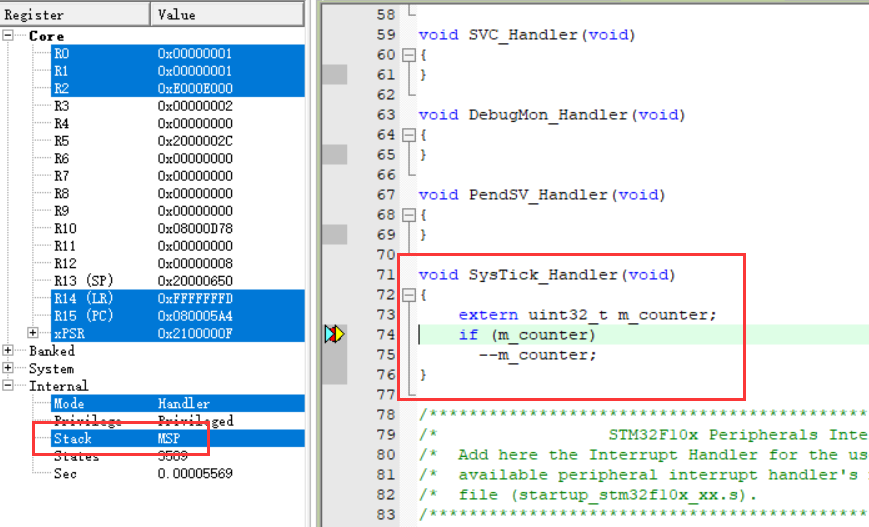 Register Value
Core
R0 0x00000001
R1 0x00000001
R2 0xE000E000
R3 0x00000002
R4 0x00000000
R5 0x2000002C
R6 0x00000000
R7 0x00000000
R8 0x00000000
R9 0x00000000
R10 0x08000D78
R11 0x00000000
R12 0x00000008
R13 (SP) 0x20000650
R14 (LR) 0xFFFFFFFD
R15 (PC) 0x080005A4
xPSR 0x2100000F
Banked
System
Internal
Mode Handler
Privilege Privileged
Stack MSP
States
Sec 0.00005569
58
59 void SVC_Handler(void)
60 {
61 }
62
63 void DebugMon_Handler(void)
64 {
65 }
66
67 void PendSV_Handler(void)
68 {
69 }
70
71 void SysTick_Handler(void)
72 {
73 extern uint32_t m_counter;
74 if (m_counter)
75 --m_counter;
76 }
77
78 /*********************************************
79 /* STM32F10x Peripherals Inte
80 /* Add here the Interrupt Handler for the us
81 /* available peripheral interrupt handler's
82 /* file (startup_stm32f10x_xx.s).
83 /*********************************************